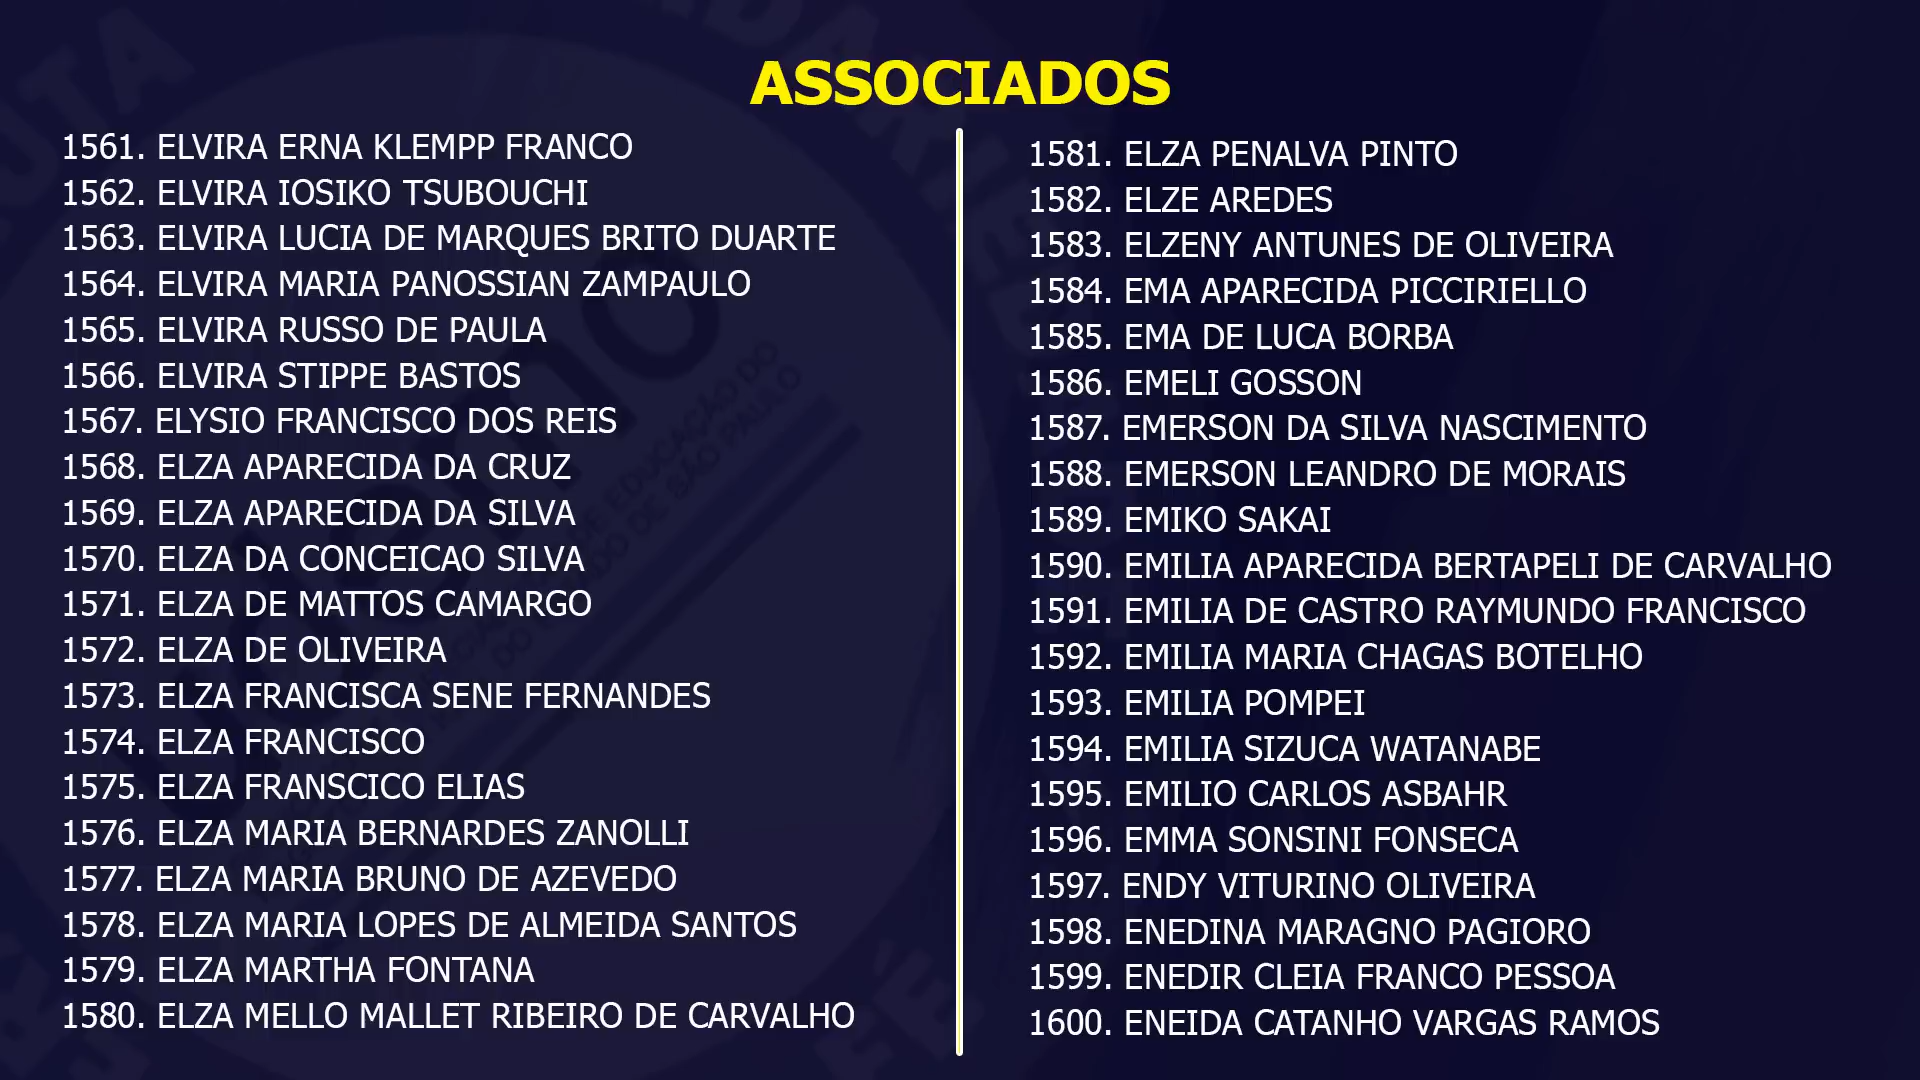 ASSOCIADOS
1561. ELVIRA ERNA KLEMPP FRANCO
1562. ELVIRA IOSIKO TSUBOUCHI
1563. ELVIRA LUCIA DE MARQUES BRITO DUARTE
1564. ELVIRA MARIA PANOSSIAN ZAMPAULO
1565. ELVIRA RUSSO DE PAULA
1566. ELVIRA STIPPE BASTOS
1567. ELYSIO FRANCISCO DOS REIS
1568. ELZA APARECIDA DA CRUZ
1569. ELZA APARECIDA DA SILVA
1570. ELZA DA CONCEICAO SILVA
1571. ELZA DE MATTOS CAMARGO
1572. ELZA DE OLIVEIRA
1573. ELZA FRANCISCA SENE FERNANDES
1574. ELZA FRANCISCO
1575. ELZA FRANSCICO ELIAS
1576. ELZA MARIA BERNARDES ZANOLLI
1577. ELZA MARIA BRUNO DE AZEVEDO
1578. ELZA MARIA LOPES DE ALMEIDA SANTOS
1579. ELZA MARTHA FONTANA
1580. ELZA MELLO MALLET RIBEIRO DE CARVALHO
1581. ELZA PENALVA PINTO
1582. ELZE AREDES
1583. ELZENY ANTUNES DE OLIVEIRA
1584. EMA APARECIDA PICCIRIELLO
1585. EMA DE LUCA BORBA
1586. EMELI GOSSON
1587. EMERSON DA SILVA NASCIMENTO
1588. EMERSON LEANDRO DE MORAIS
1589. EMIKO SAKAI
1590. EMILIA APARECIDA BERTAPELI DE CARVALHO
1591. EMILIA DE CASTRO RAYMUNDO FRANCISCO
1592. EMILIA MARIA CHAGAS BOTELHO
1593. EMILIA POMPEI
1594. EMILIA SIZUCA WATANABE
1595. EMILIO CARLOS ASBAHR
1596. EMMA SONSINI FONSECA
1597. ENDY VITURINO OLIVEIRA
1598. ENEDINA MARAGNO PAGIORO
1599. ENEDIR CLEIA FRANCO PESSOA
1600. ENEIDA CATANHO VARGAS RAMOS